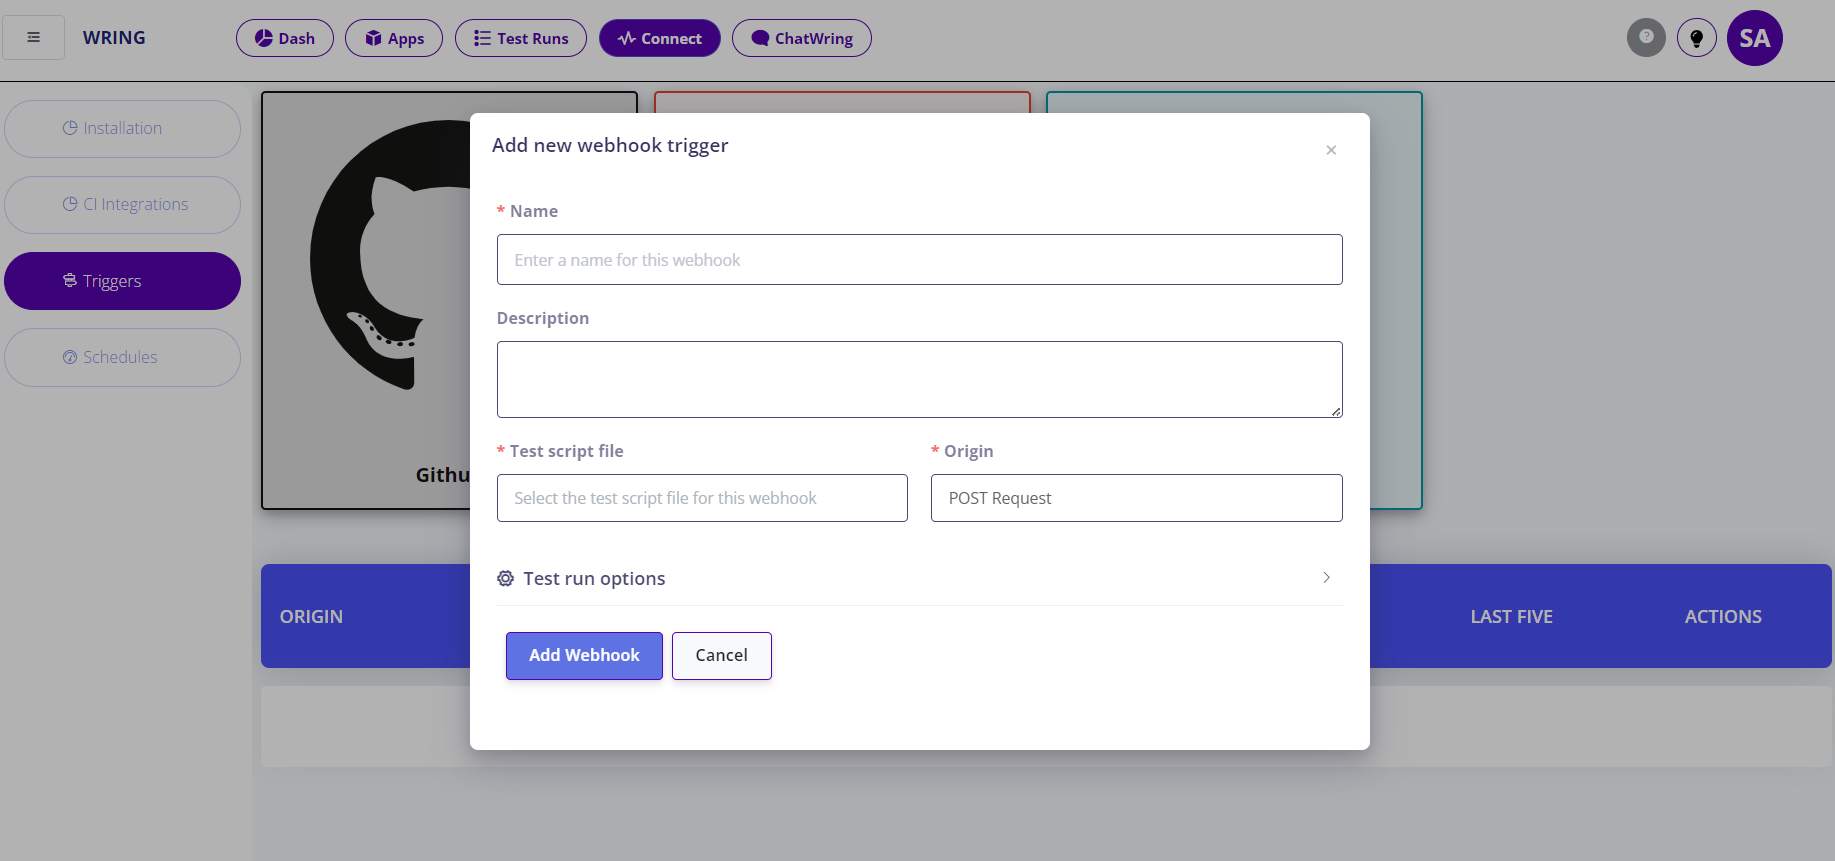 WRING
Dash
Apps
Test Runs
Connect
ChatWring
?
SA
Installation
CI Integrations
Triggers
Schedules
Githu
Add new webhook trigger
×
* Name
Enter a name for this webhook
Description
* Test script file
* Origin
Select the test script file for this webhook
POST Request
Test run options
Add Webhook
Cancel
ORIGIN
LAST FIVE
ACTIONS